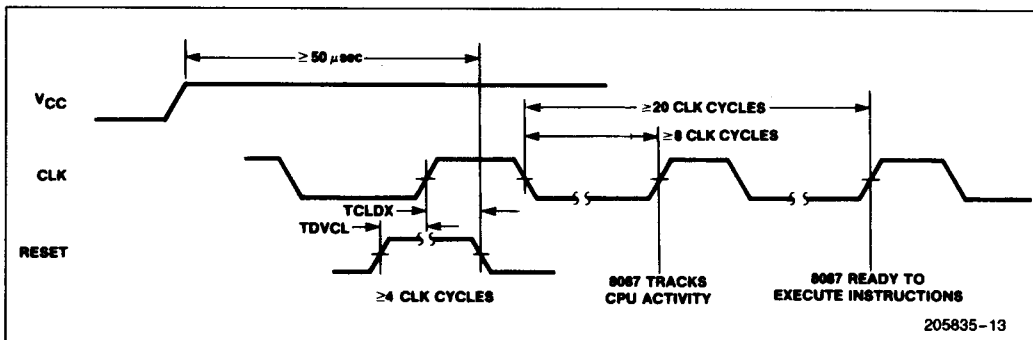 ≥ 50 μsec
VCC
≥20 CLK CYCLES
≥8 CLK CYCLES
CLK
TCLDX
TDVCL
RESET
≥4 CLK CYCLES
8087 TRACKS
CPU ACTIVITY
8087 READY TO
EXECUTE INSTRUCTIONS
205835-13